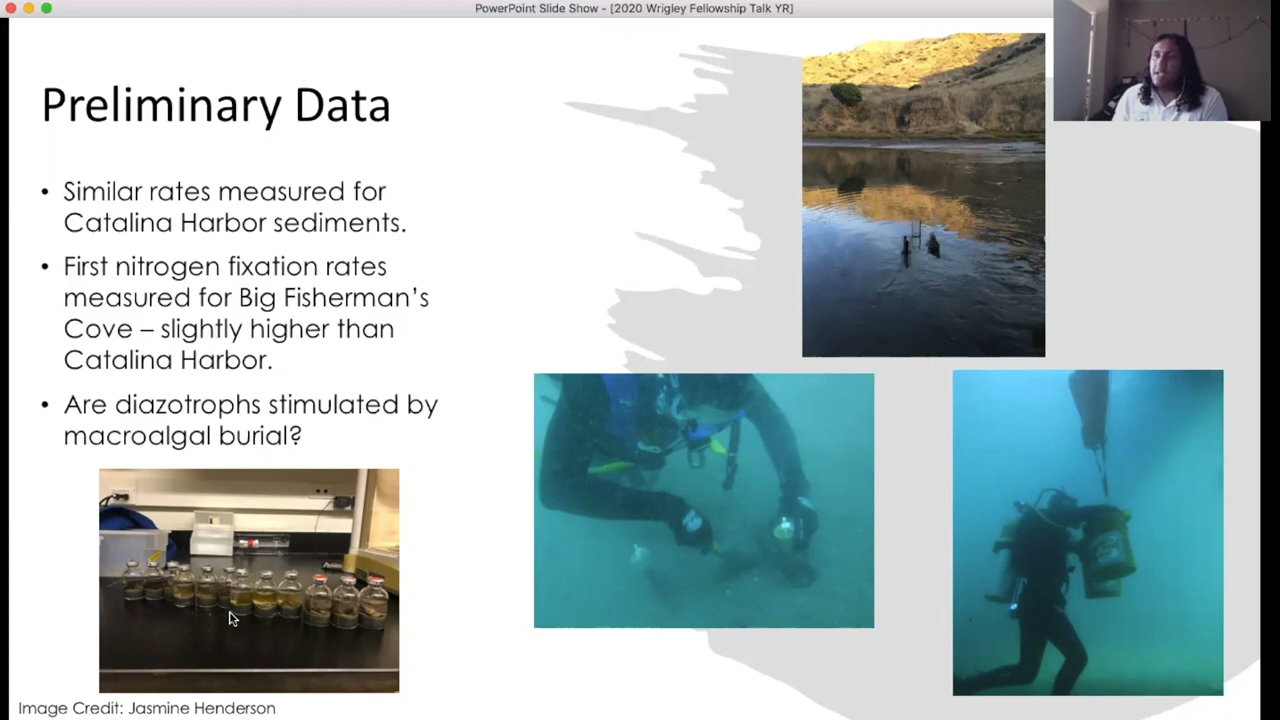 PowerPoint Slide Show - [2020 Wrigley Fellowship Talk YR]
Preliminary Data
• Similar rates measured for
Catalina Harbor sediments.
• First nitrogen fixation rates
measured for Big Fisherman's
Cove – slightly higher than
Catalina Harbor.
• Are diazotrophs stimulated by
macroalgal burial?
Image Credit: Jasmine Henderson